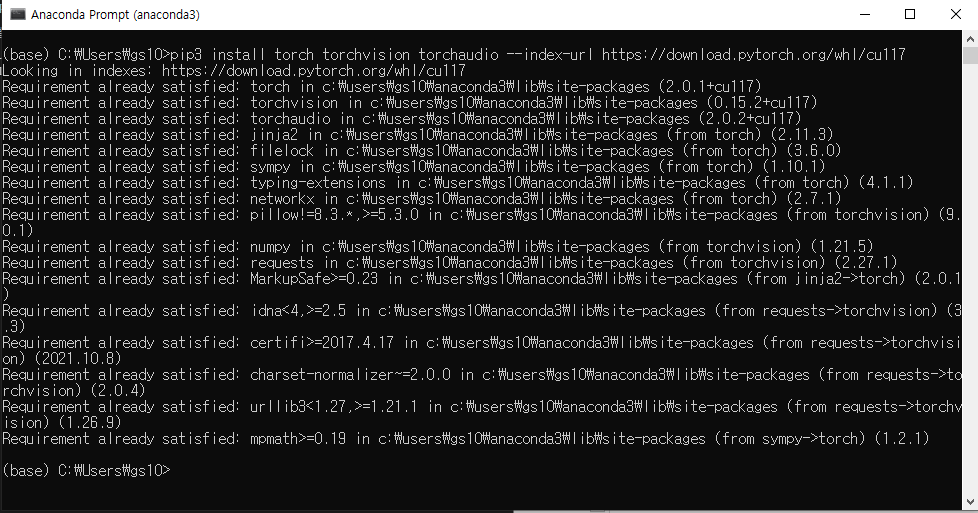 Anaconda Prompt (anaconda3)
(base) C:₩Users₩gs10>pip3 install torch torchvision torchaudio --index-url https://download.pytorch.org/whl/cu117
Looking in indexes: https://download.pytorch.org/whl/cu117
Requirement already satisfied: torch in c:₩users₩gs10₩anaconda3₩lib₩site-packages (2.0.1+cu117)
Requirement already satisfied: torchvision in c:₩users₩gs10₩anaconda3₩lib₩site-packages (0.15.2+cu117)
Requirement already satisfied: torchaudio in c:₩users₩gs10₩anaconda3₩lib₩site-packages (2.0.2+cu117)
Requirement already satisfied: jinja2 in c:₩users₩gs10₩anaconda3₩lib₩site-packages (from torch) (2.11.3)
Requirement already satisfied: filelock in c:₩users₩gs10₩anaconda3₩lib₩site-packages (from torch) (3.6.0)
Requirement already satisfied: sympy in c:₩users₩gs10₩anaconda3₩lib₩site-packages (from torch) (1.10.1)
Requirement already satisfied: typing-extensions in c:₩users₩gs10₩anaconda3₩lib₩site-packages (from torch) (4.1.1)
Requirement already satisfied: networkx in c:₩users₩gs10₩anaconda3₩lib₩site-packages (from torch) (2.7.1)
Requirement already satisfied: pillow!=8.3.*,>=5.3.0 in c:₩users₩gs10₩anaconda3₩lib₩site-packages (from torchvision) (9.
0.1)
Requirement already satisfied: numpy in c:₩users₩gs10₩anaconda3₩lib₩site-packages (from torchvision) (1.21.5)
Requirement already satisfied: requests in c:₩users₩gs10₩anaconda3₩lib₩site-packages (from torchvision) (2.27.1)
Requirement already satisfied: MarkupSafe>=0.23 in c:₩users₩gs10₩anaconda3₩lib₩site-packages (from jinja2->torch) (2.0.1
)
Requirement already satisfied: idna<4,>=2.5 in c:₩users₩gs10₩anaconda3₩lib₩site-packages (from requests->torchvision) (3
.3)
Requirement already satisfied: certifi>=2017.4.17 in c:₩users₩gs10₩anaconda3₩lib₩site-packages (from requests->torchvisi
on) (2021.10.8)
Requirement already satisfied: charset-normalizer~=2.0.0 in c:₩users₩gs10₩anaconda3₩lib₩site-packages (from requests->to
rchvision) (2.0.4)
Requirement already satisfied: urllib3<1.27,>=1.21.1 in c:₩users₩gs10₩anaconda3₩lib₩site-packages (from requests->torchv
ision) (1.26.9)
Requirement already satisfied: mpmath>=0.19 in c:₩users₩gs10₩anaconda3₩lib₩site-packages (from sympy->torch) (1.2.1)
(base) C:₩Users₩gs10>